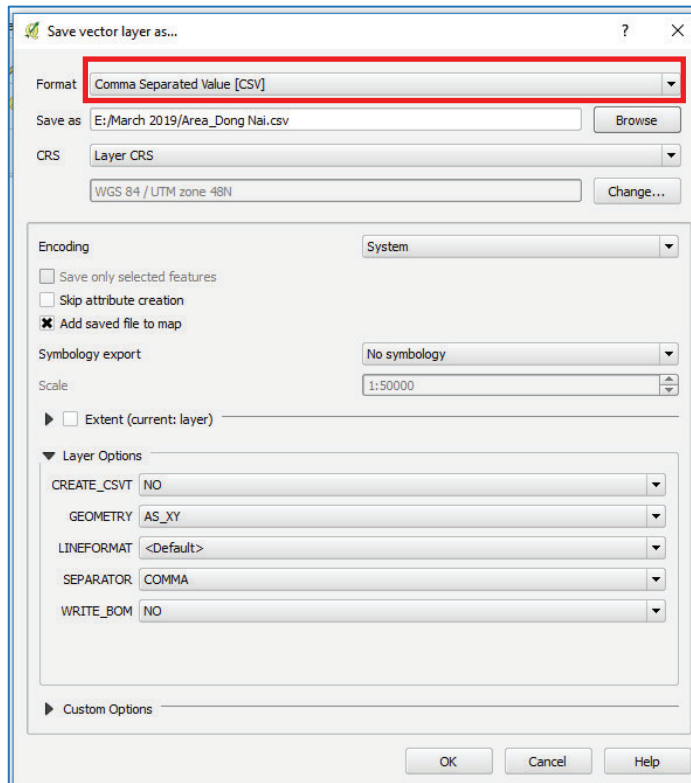 Save vector layer as...
?
Format Comma Separated Value [CSV]
Save as E:/March 2019/Area_Dong Nai.csv Browse
CRS Layer CRS
WGS 84 / UTM zone 48N Change...
Encoding System
Save only selected features
Skip attribute creation
Add saved file to map
Symbology export No symbology
Scale 1:50000
Extent (current: layer)
Layer Options
CREATE_CSVT NO
GEOMETRY AS_XY
LINEFORMAT <Default>
SEPARATOR COMMA
WRITE_BOM NO
Custom Options
OK Cancel Help